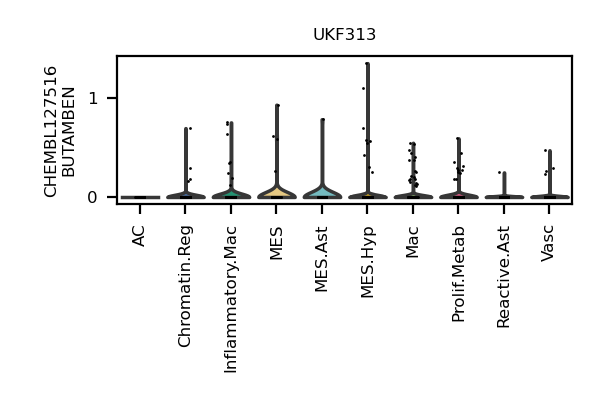 UKF313
CHEMBL127516
BUTAMBEN
1
0
AC
Chromatin.Reg
Inflammatory.Mac
MES
MES.Ast
MES.Hyp
Mac
Prolif.Metab
Reactive.Ast
Vasc